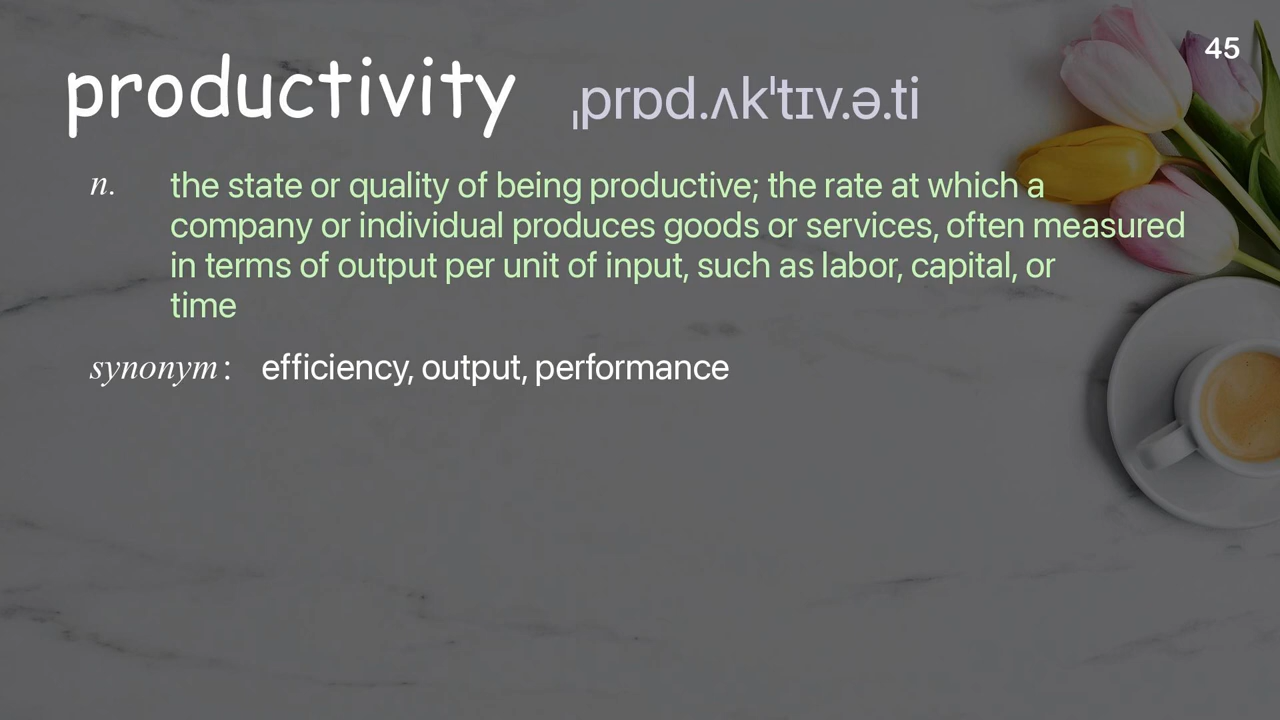 45
productivity ˌprɒd.ʌkˈtɪv.ə.ti
n. the state or quality of being productive; the rate at which a
company or individual produces goods or services, often measured
in terms of output per unit of input, such as labor, capital, or
time
synonym: efficiency, output, performance